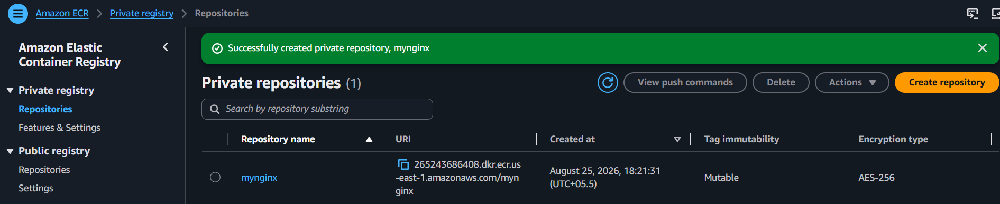 Amazon ECR > Private registry > Repositories
Amazon Elastic
Container Registry
Private registry
Repositories
Features & Settings
Public registry
Repositories
Settings
Successfully created private repository, mynginx
Private repositories (1)
View push commands
Delete
Actions
Create repository
Search by repository substring
Repository name
URI
Created at
Tag immutability
Encryption type
mynginx
265243686408.dkr.ecr.us
-east-1.amazonaws.com/myn
ginx
August 25, 2026, 18:21:31
(UTC+05.5)
Mutable
AES-256